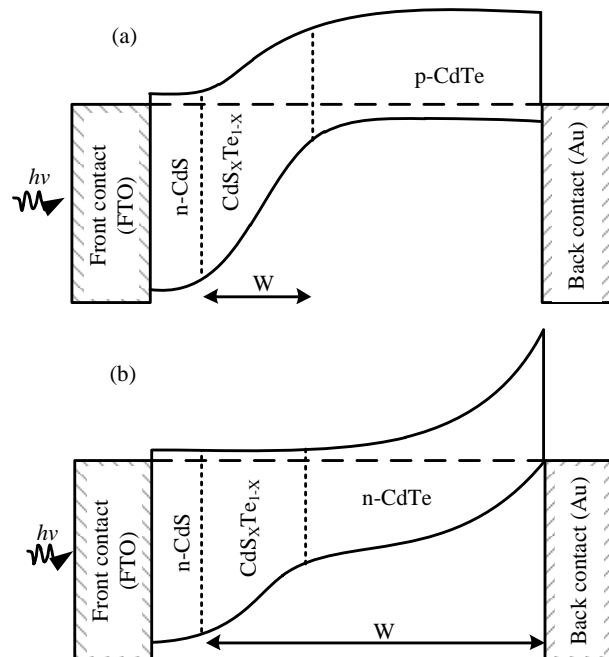 (a)
p-CdTe
n-CdS
CdSXTe1-X
hv
Front contact
(FTO)
Back contact (Au)
W
(b)
n-CdTe
n-CdS
CdSXTe1-X
hv
Front contact
(FTO)
Back contact (Au)
W